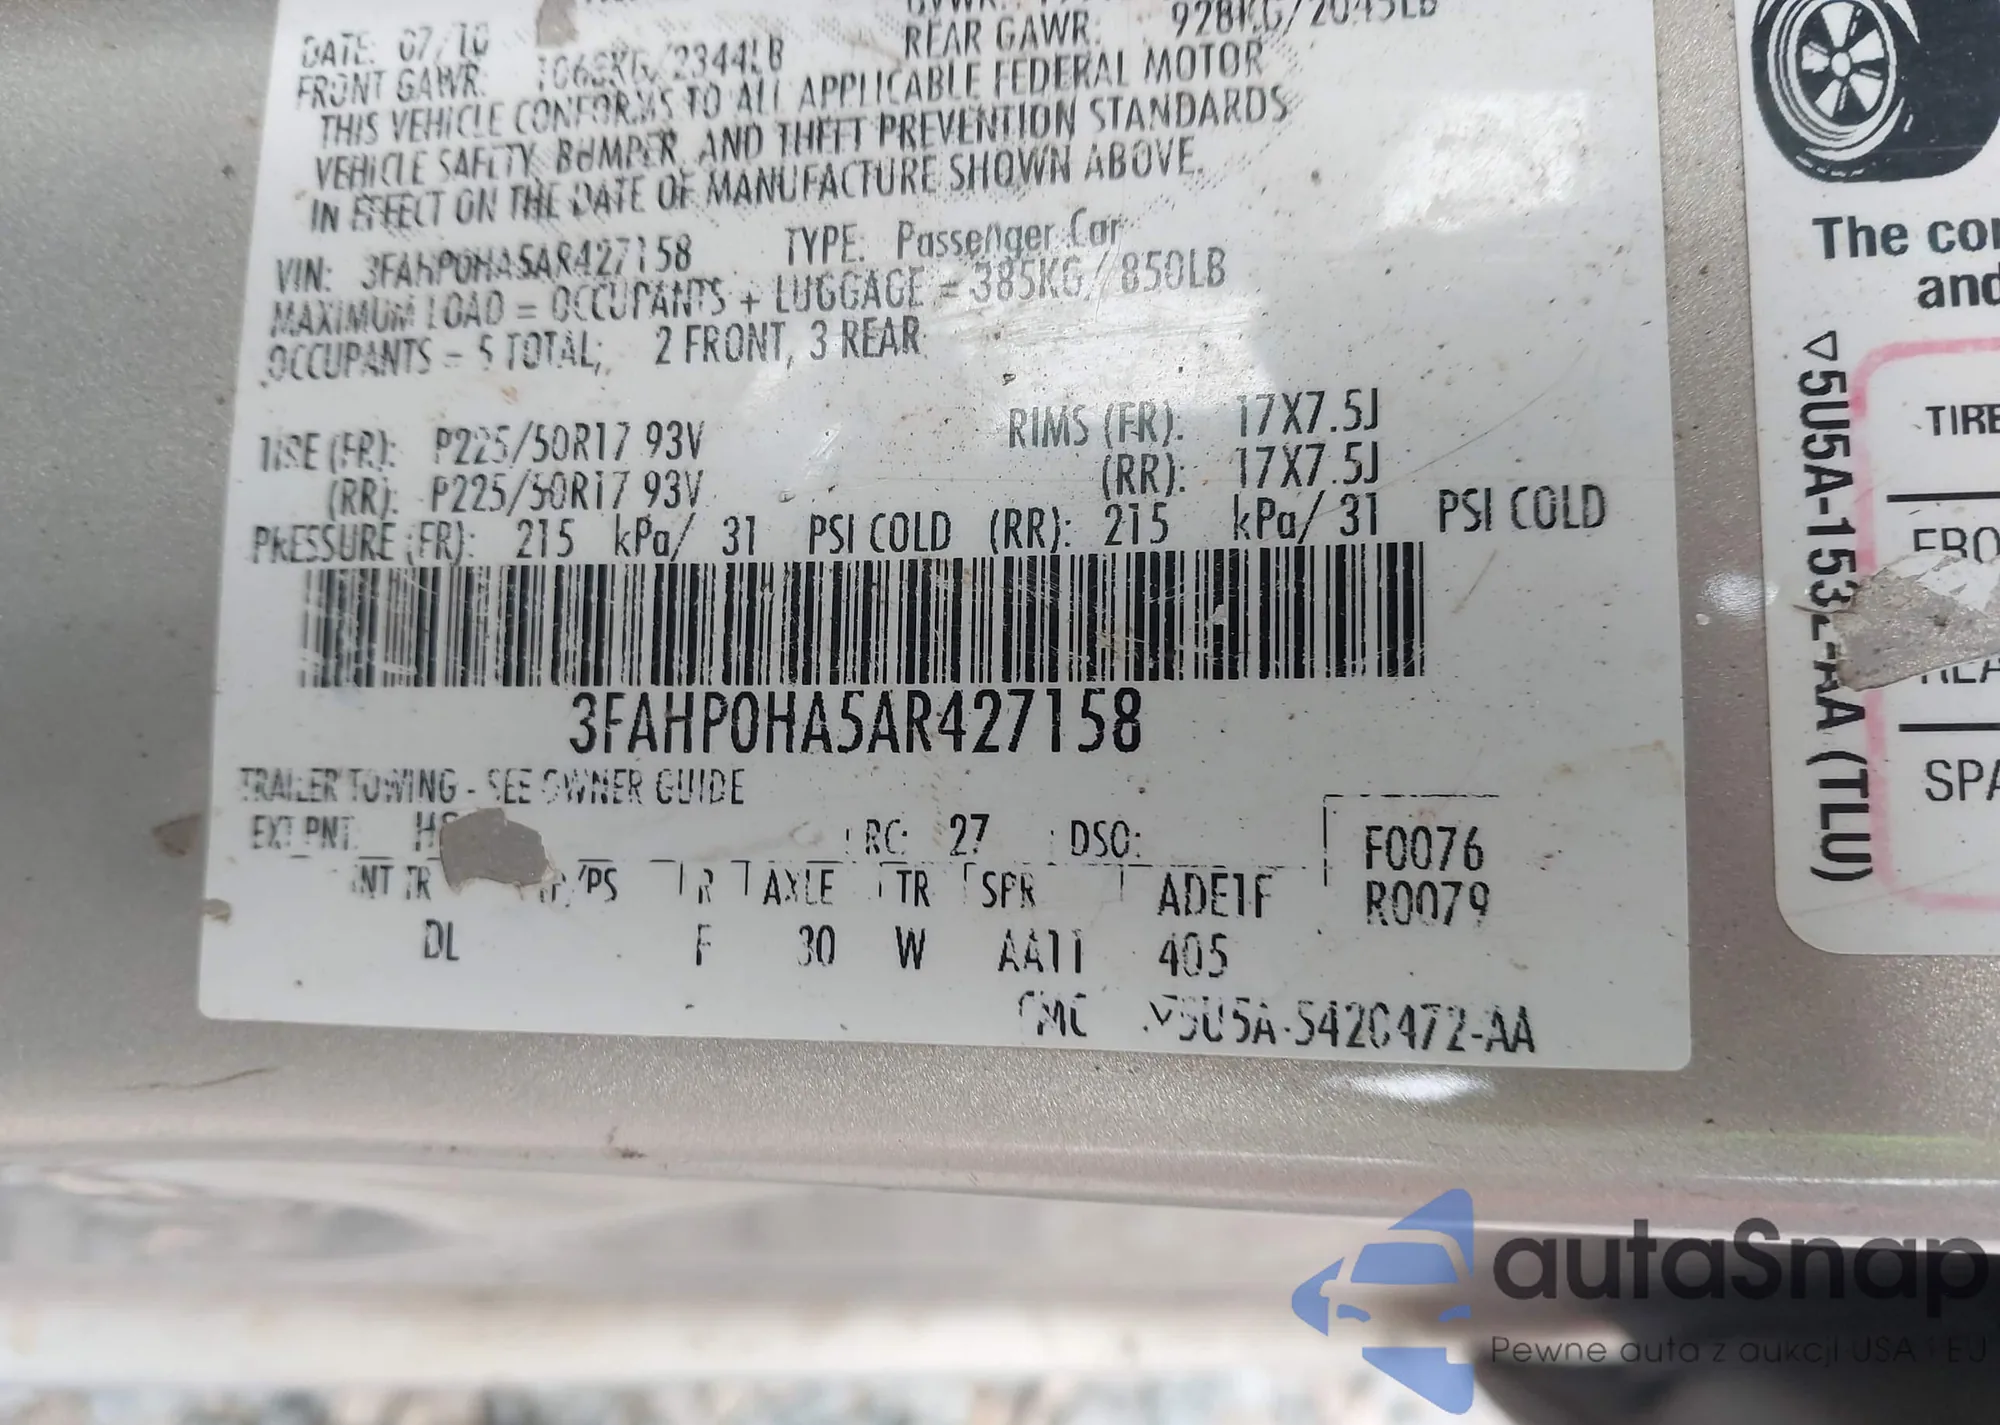 DATE: 07/10
FRONT GAWR: 1063KG/2344LB REAR GAWR: 928KG/2045LB
THIS VEHICLE CONFORMS TO ALL APPLICABLE FEDERAL MOTOR
VEHICLE SAFETY, BUMPER, AND THEFT PREVENTION STANDARDS
IN EFFECT ON THE DATE OF MANUFACTURE SHOWN ABOVE.
VIN: 3FAHP0HA5AR427158 TYPE: Passenger Car
MAXIMUM LOAD = OCCUPANTS + LUGGAGE = 385KG/850LB
OCCUPANTS = 5 TOTAL; 2 FRONT, 3 REAR
TIRE (FR): P225/50R17 93V RIMS (FR): 17X7.5J
(RR): P225/50R17 93V (RR): 17X7.5J
PRESSURE (FR): 215 kPa/ 31 PSI COLD (RR): 215 kPa/ 31 PSI COLD
3FAHP0HA5AR427158
TRAILER TOWING - SEE OWNER GUIDE
EXT PNT: RC: 27 DSO: F0076
INT TR /PS R AXLE TR SPR ADE1F R0079
DL F 30 W AA11 405
5U5A-5420472-AA
The
and
5U5A-1532-AA (TLU)
TIRE
autoSnap
Pewne auta z aukcji USA i EU